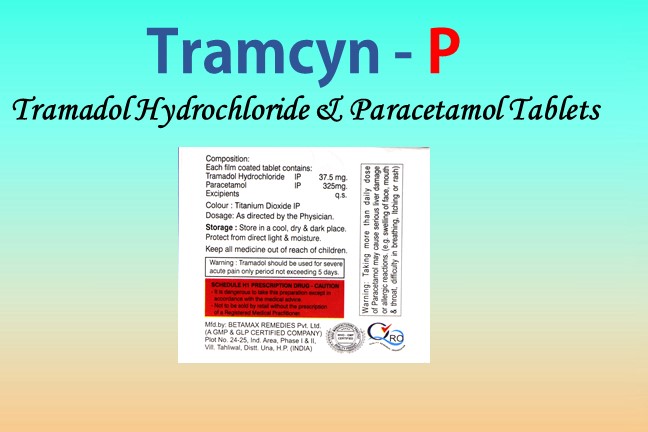 Tramcyn - P
Tramadol Hydrochloride & Paracetamol Tablets
Composition:
Each film coated tablet contains:
Tramadol Hydrochloride IP 37.5 mg.
Paracetamol IP 325mg.
Excipients q.s.
Colour : Titanium Dioxide IP
Dosage: As directed by the Physician.
Storage : Store in a cool, dry & dark place.
Protect from direct light & moisture.
Keep all medicine out of reach of children.
Warning : Tramadol should be used for severe
acute pain only period not exceeding 5 days.
SCHEDULE H1 PRESCRIPTION DRUG - CAUTION
- It is dangerous to take this preparation except in
accordance with the medical advice
- Not to be sold by retail without the prescription
of a Registered Medical Practitioner.
Mfd.by: BETAMAX REMEDIES Pvt. Ltd.
(A GMP & GLP CERTIFIED COMPANY)
Plot No. 24-25, Ind. Area, Phase I & II,
Vill. Tahliwal, Distt. Una, H.P. (INDIA)
Warning: Taking more than daily dose
of Paracetamol may cause serious liver damage
or allergic reactions. (e.g. swelling of face, mouth
& throat, difficulty in breathing, Itching or rash)
CERTIFIED
QRO